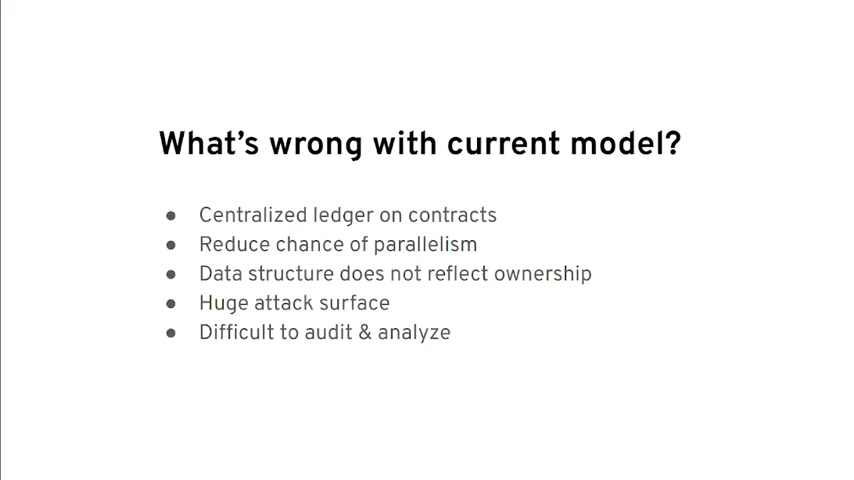 What's wrong with current model?
● Centralized ledger on contracts
● Reduce chance of parallelism
● Data structure does not reflect ownership
● Huge attack surface
● Difficult to audit & analyze